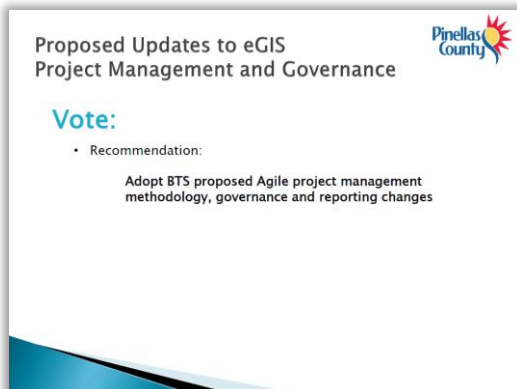 Proposed Updates to eGIS
Project Management and Governance
Pinellas
County
Vote:
• Recommendation:
Adopt BTS proposed Agile project management
methodology, governance and reporting changes